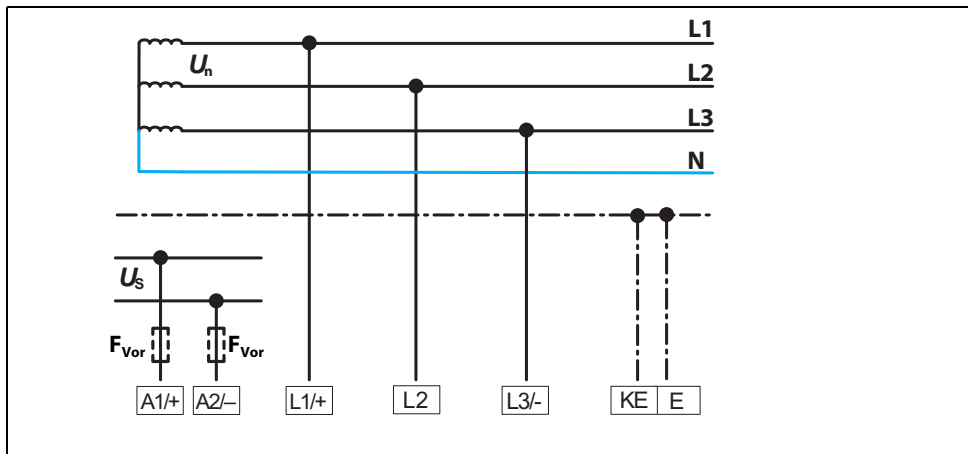 L1
Un
L2
L3
N
US
FVor FVor
A1/+ A2/– L1/+ L2 L3/- KE E